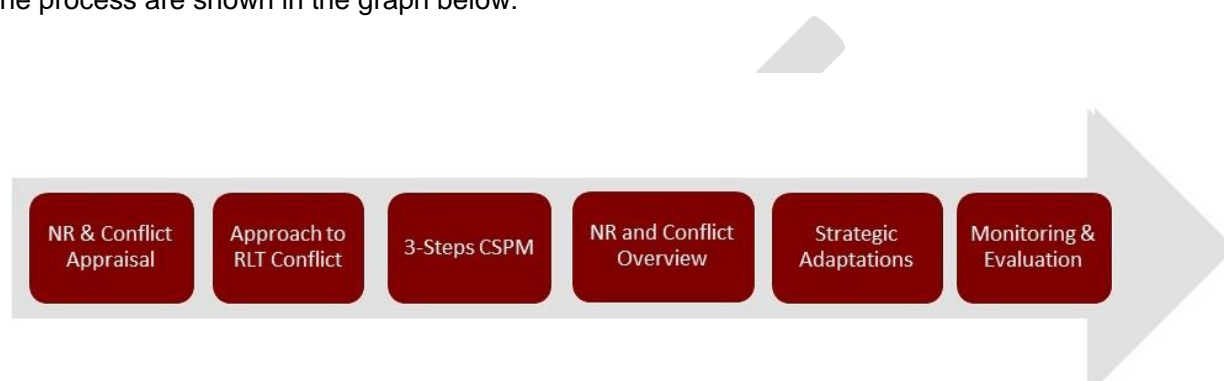 he process are shown in the graph below:
NR & Conflict
Appraisal
Approach to
RLT Conflict
3-Steps CSPM
NR and Conflict
Overview
Strategic
Adaptations
Monitoring &
Evaluation